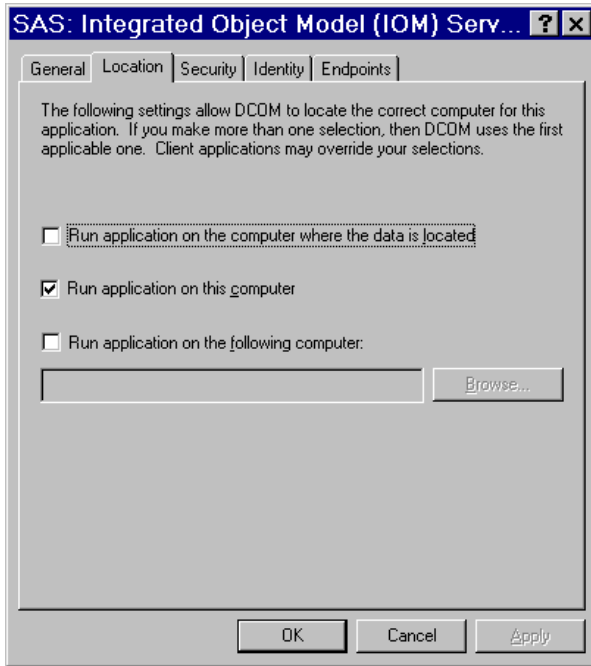 SAS: Integrated Object Model (IOM) Serv...
General Location Security Identity Endpoints
The following settings allow DCOM to locate the correct computer for this
application. If you make more than one selection, then DCOM uses the first
applicable one. Client applications may override your selections.
Run application on the computer where the data is located
Run application on this computer
Run application on the following computer:
Browse...
OK Cancel Apply